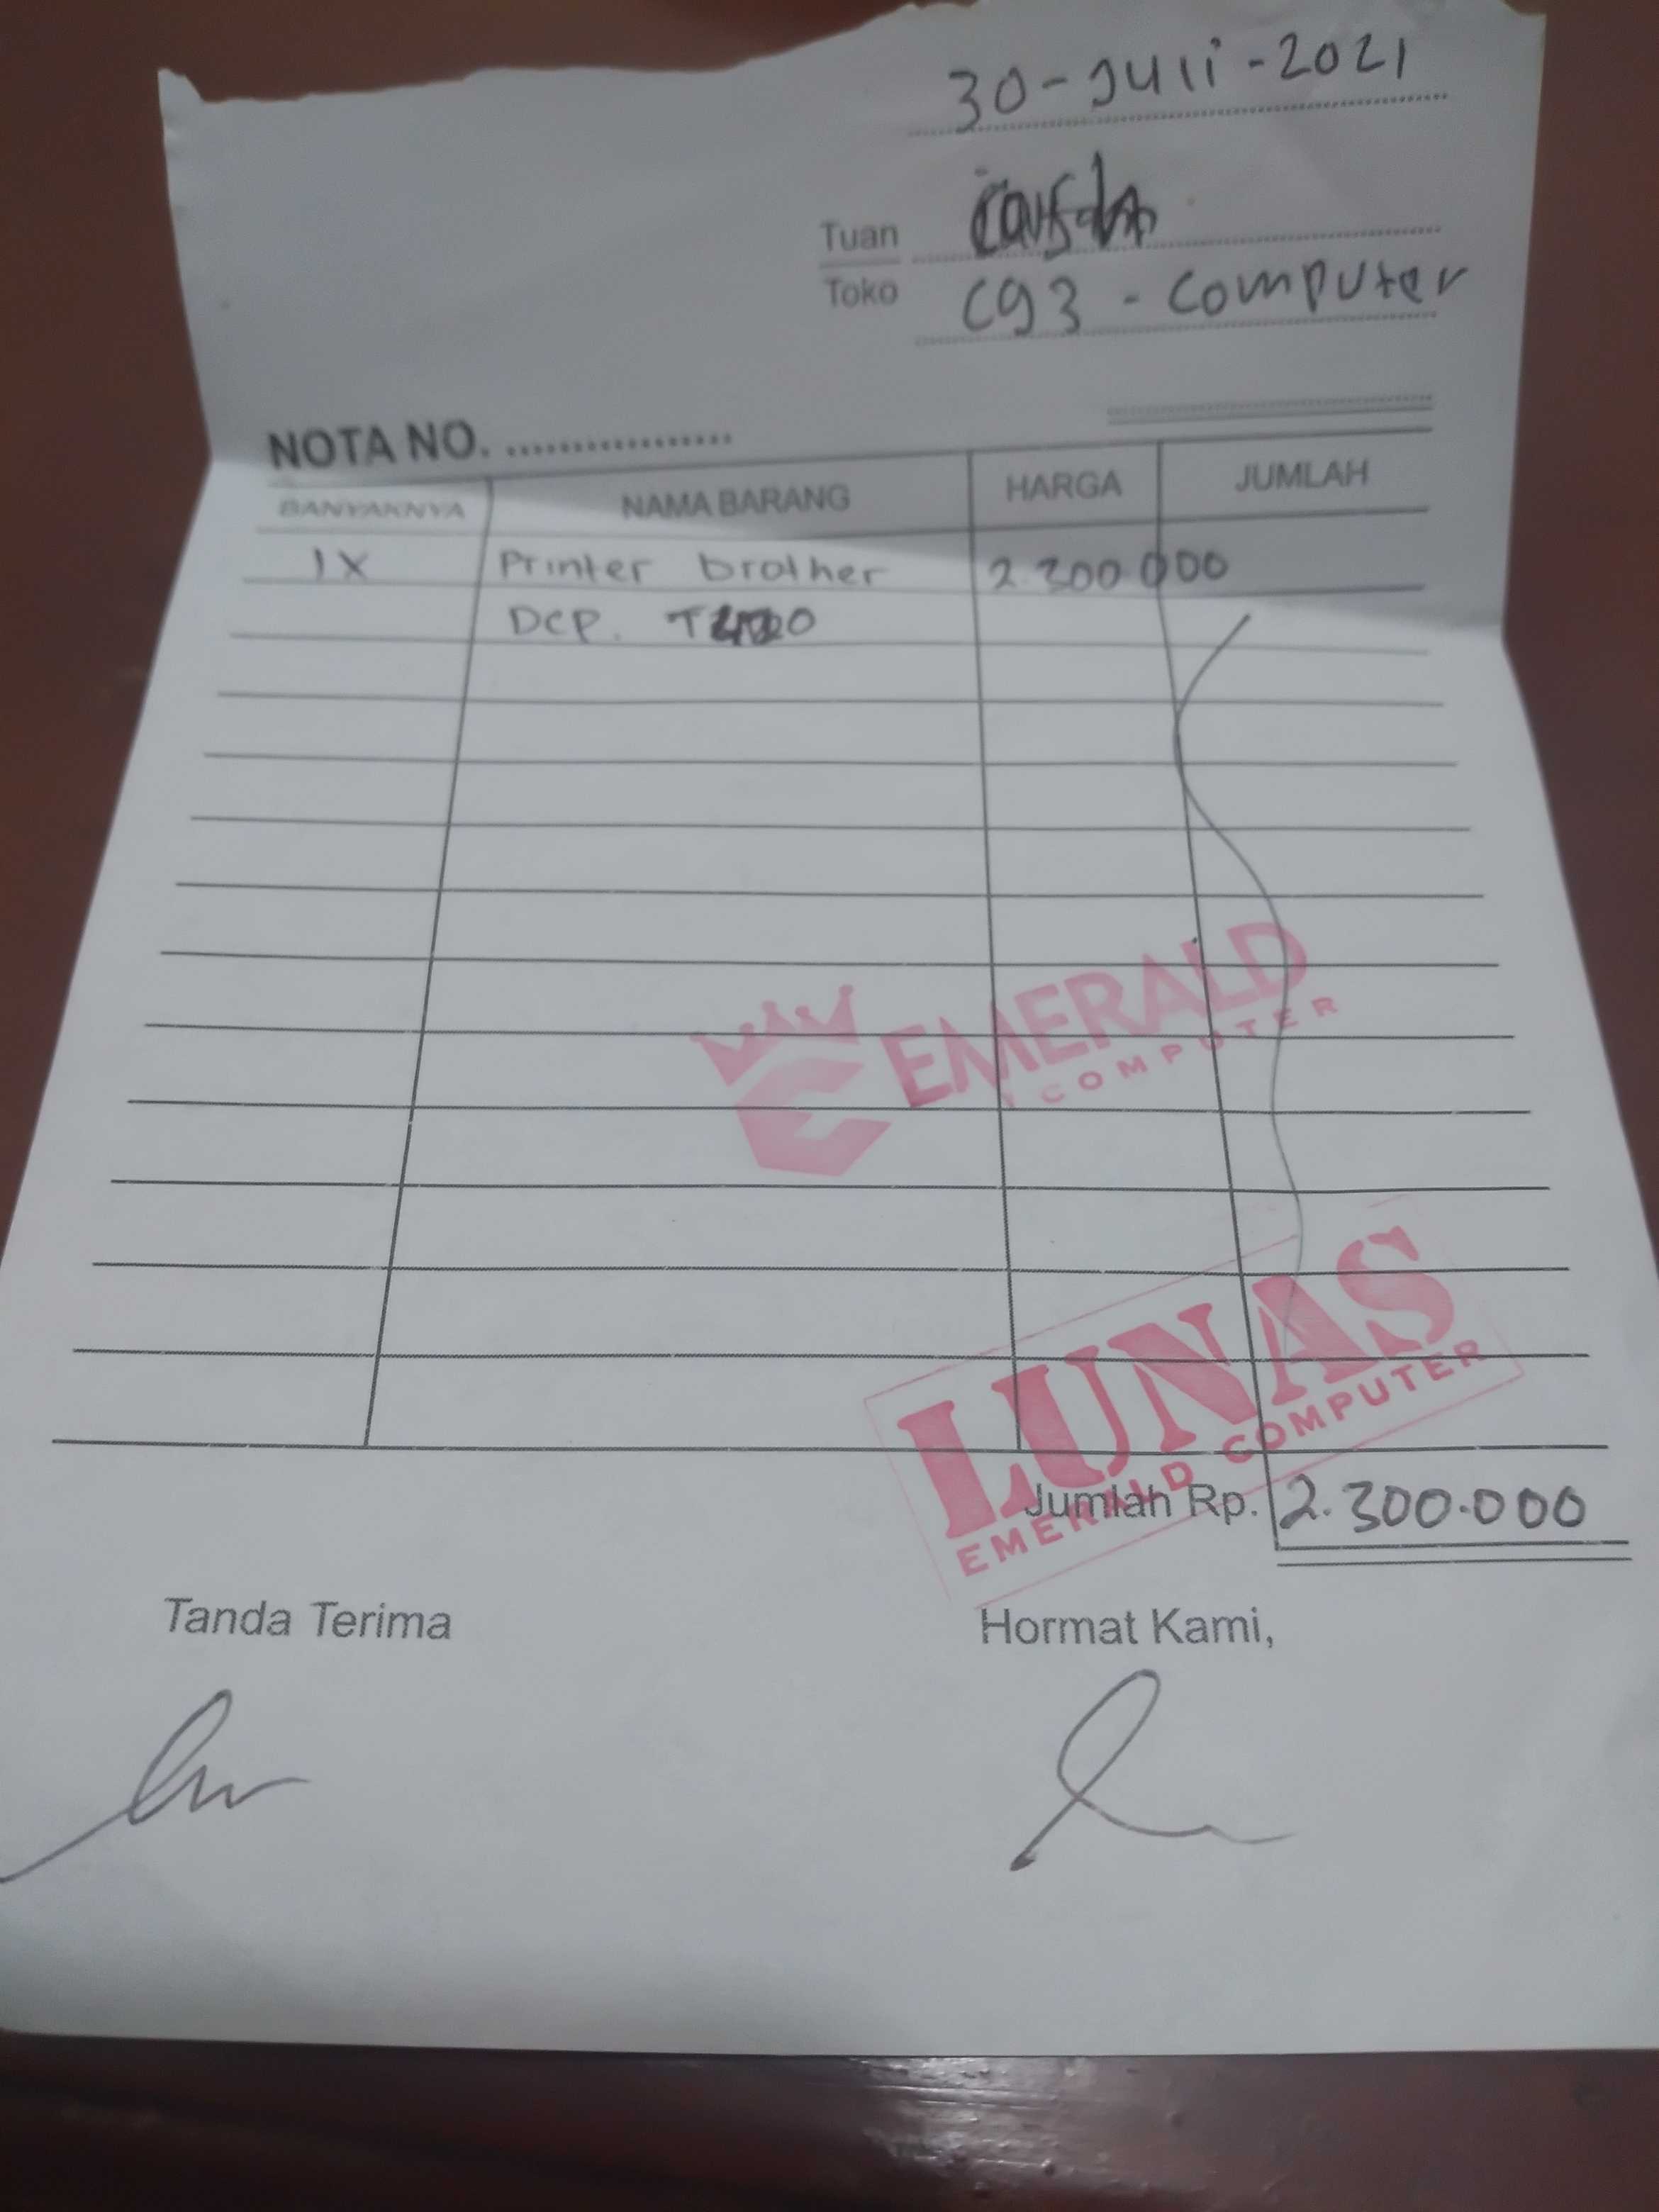 30-Juli-2021
Tuan
Toko cg3 - computer
NOTA NO. ..................
BANYAKNYA NAMA BARANG HARGA JUMLAH
1X Printer brother 2.300.000
DCP.
EMERALD
COMPUTER
LUNAS
EMERALD COMPUTER
Jumlah Rp. 2.300.000
Tanda Terima Hormat Kami,